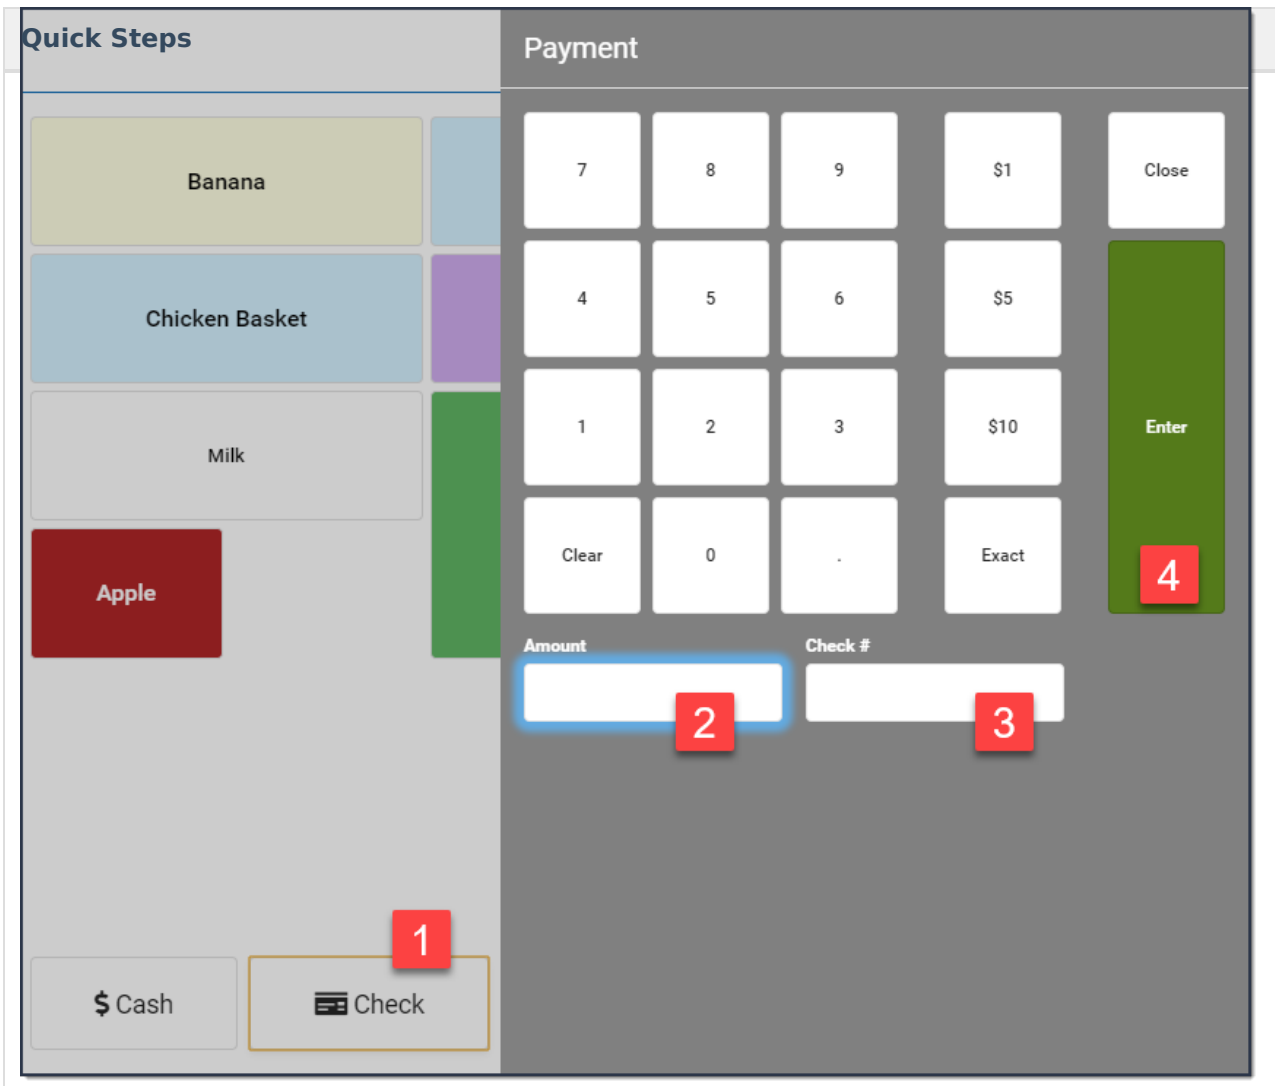 Quick Steps
Payment
Banana
Chicken Basket
Milk
Apple
7 8 9 $1 Close
4 5 6 $5
1 2 3 $10 Enter
Clear 0 . Exact
4
Amount Check #
2 3
1
$ Cash Check